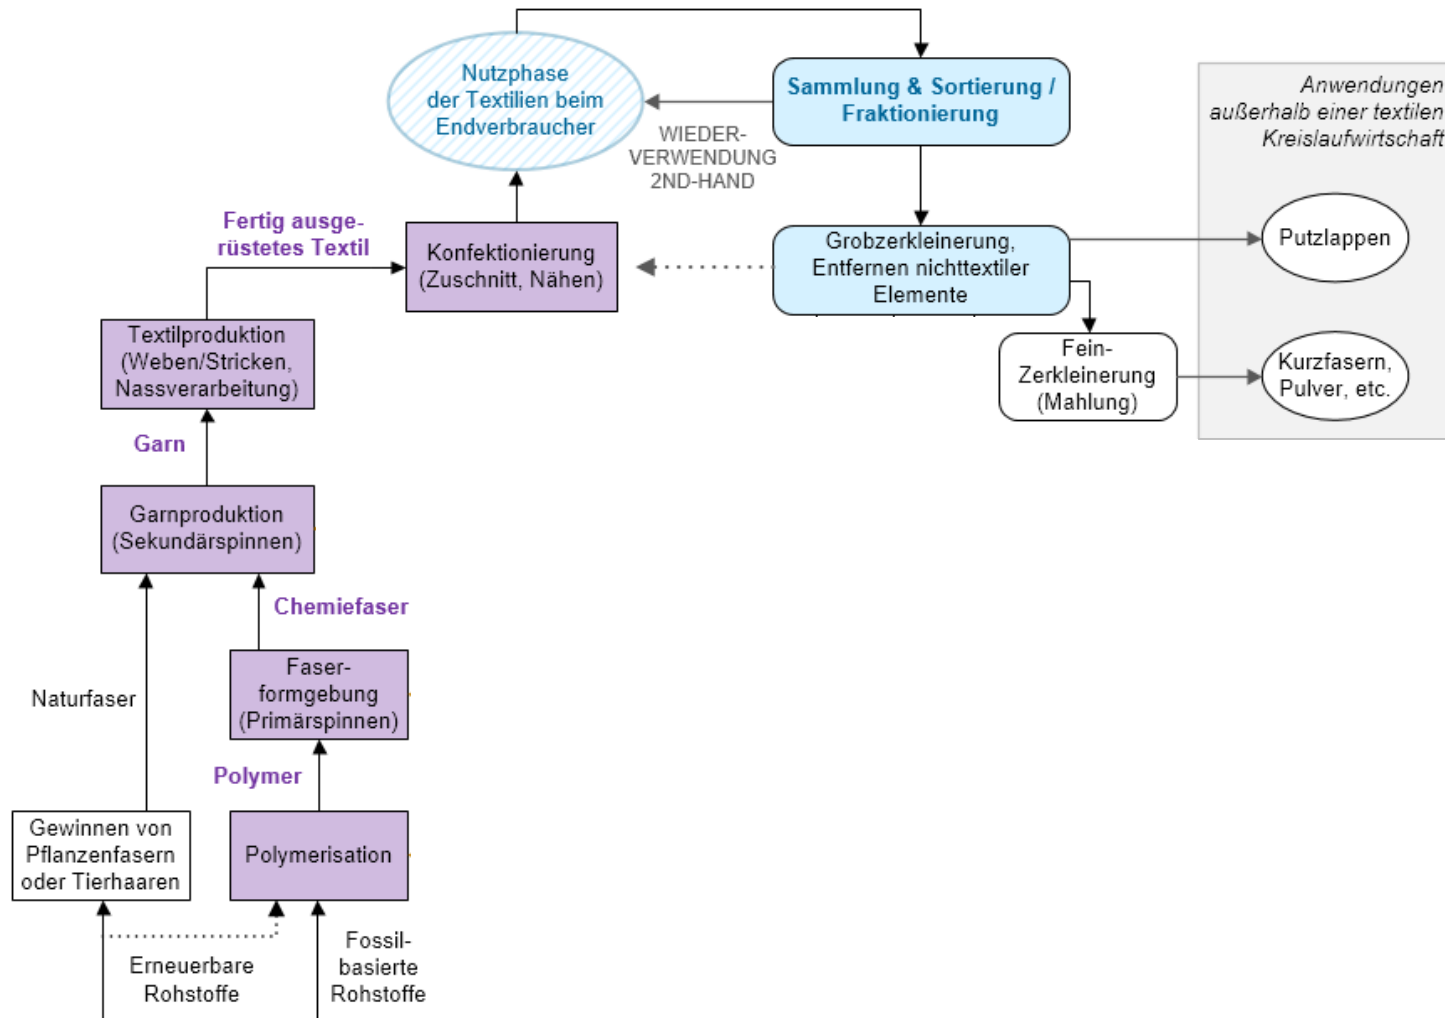 Nutzphase
der Textilien beim
Endverbraucher
Sammlung & Sortierung /
Fraktionierung
Anwendungen
außerhalb einer textilen
Kreislaufwirtschaft
WIEDER-
VERWENDUNG
2ND-HAND
Fertig ausge-
rüstetes Textil
Konfektionierung
(Zuschnitt, Nähen)
Grobzerkleinerung,
Entfernen nichttextiler
Elemente
Putzlappen
Textilproduktion
(Weben/Stricken,
Nassverarbeitung)
Fein-
Zerkleinerung
(Mahlung)
Kurzfasern,
Pulver, etc.
Garn
Garnproduktion
(Sekundärspinnen)
Chemiefaser
Naturfaser
Faser-
formgebung
(Primärspinnen)
Polymer
Gewinnen von
Pflanzenfasern
oder Tierhaaren
Polymerisation
Erneuerbare
Rohstoffe
Fossil-
basierte
Rohstoffe